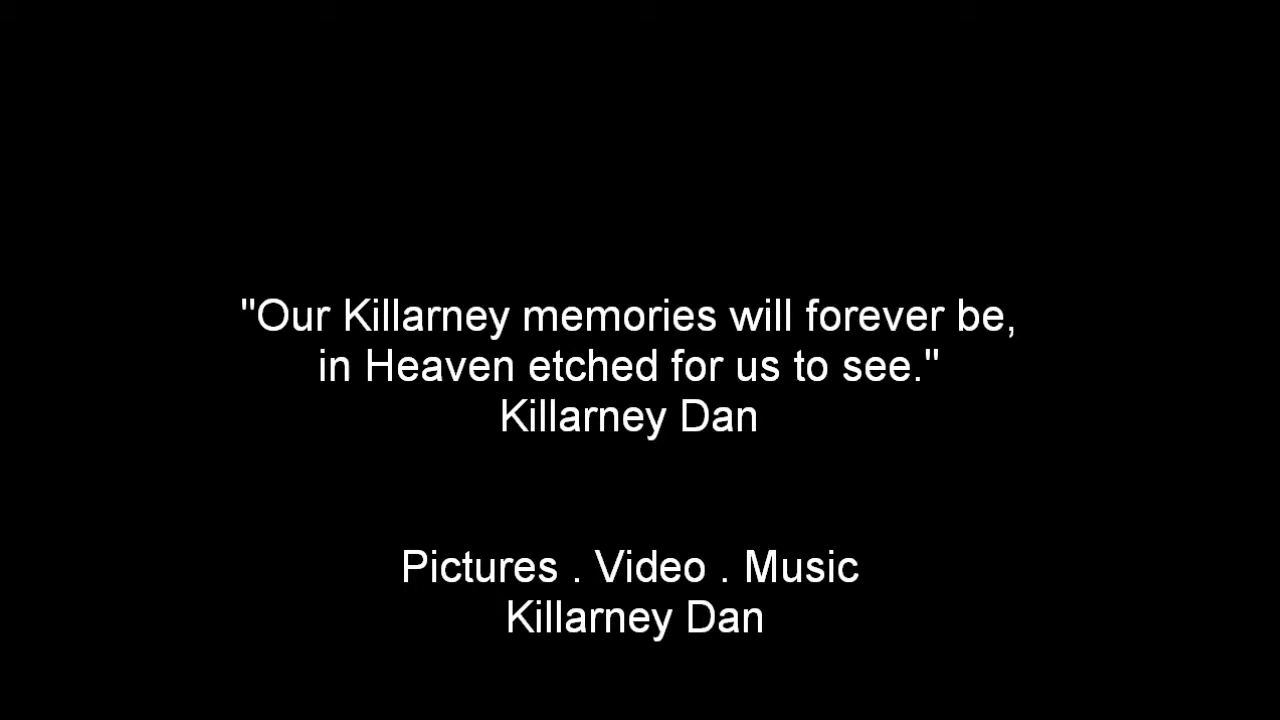 "Our Killarney memories will forever be,
in Heaven etched for us to see."
Killarney Dan
Pictures . Video . Music
Killarney Dan